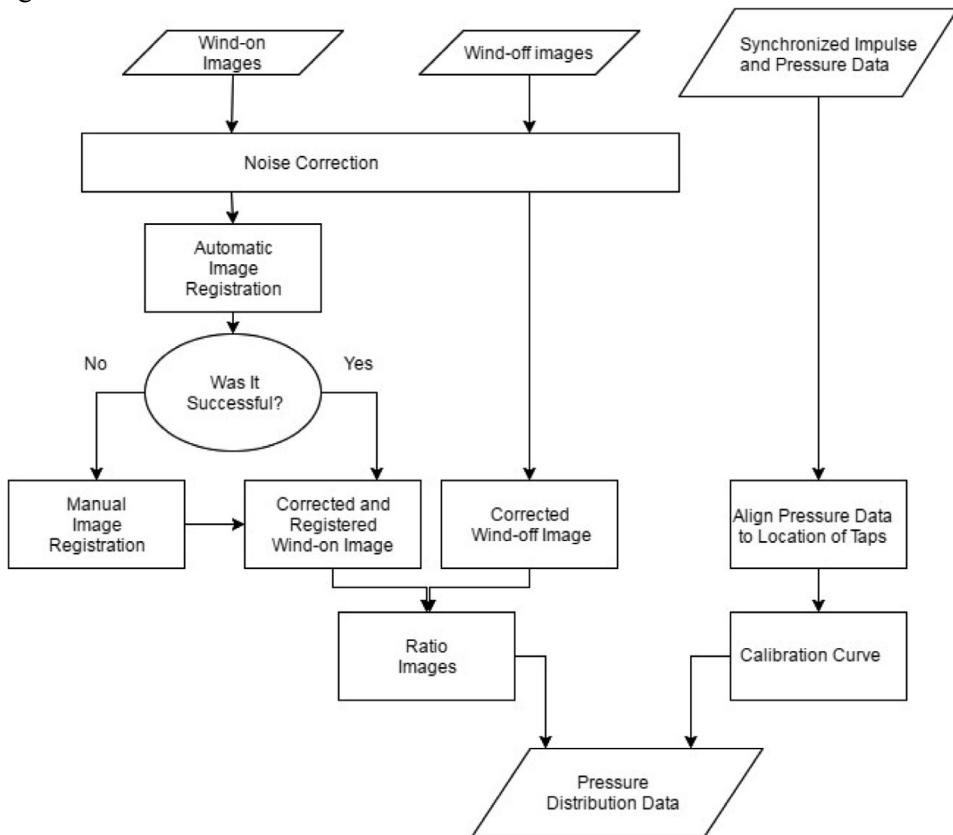 Wind-on
Images
Wind-off images
Synchronized Impulse
and Pressure Data
Noise Correction
Automatic
Image
Registration
No
Was It
Successful?
Yes
Manual
Image
Registration
Corrected and
Registered
Wind-on Image
Corrected
Wind-off Image
Align Pressure Data
to Location of Taps
Ratio
Images
Calibration Curve
Pressure
Distribution Data